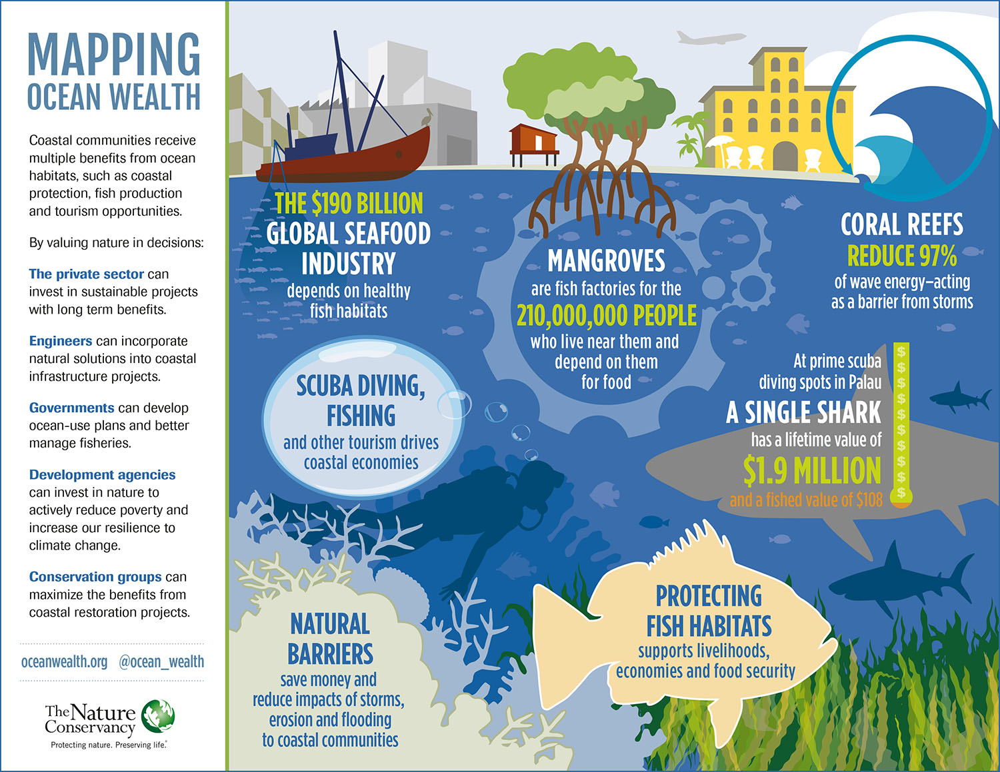 MAPPING
OCEAN WEALTH
Coastal communities receive
multiple benefits from ocean
habitats, such as coastal
protection, fish production
and tourism opportunities.
By valuing nature in decisions:
The private sector can
invest in sustainable projects
with long term benefits.
Engineers can incorporate
natural solutions into coastal
infrastructure projects.
Governments can develop
ocean-use plans and better
manage fisheries.
Development agencies
can invest in nature to
actively reduce poverty and
increase our resilience to
climate change.
Conservation groups can
maximize the benefits from
coastal restoration projects.
oceanwealth.org @ocean_wealth
The Nature
Conservancy
Protecting nature. Preserving life.®
THE $190 BILLION
GLOBAL SEAFOOD
INDUSTRY
depends on healthy
fish habitats
MANGROVES
are fish factories for the
210,000,000 PEOPLE
who live near them and
depend on them
for food
CORAL REEFS
REDUCE 97%
of wave energy–acting
as a barrier from storms
SCUBA DIVING,
FISHING
and other tourism drives
coastal economies
At prime scuba
diving spots in Palau
A SINGLE SHARK
has a lifetime value of
$1.9 MILLION
and a fished value of $108
$
$
$
$
$
$
$
$
$
$
NATURAL
BARRIERS
save money and
reduce impacts of storms,
erosion and flooding
to coastal communities
PROTECTING
FISH HABITATS
supports livelihoods,
economies and food security